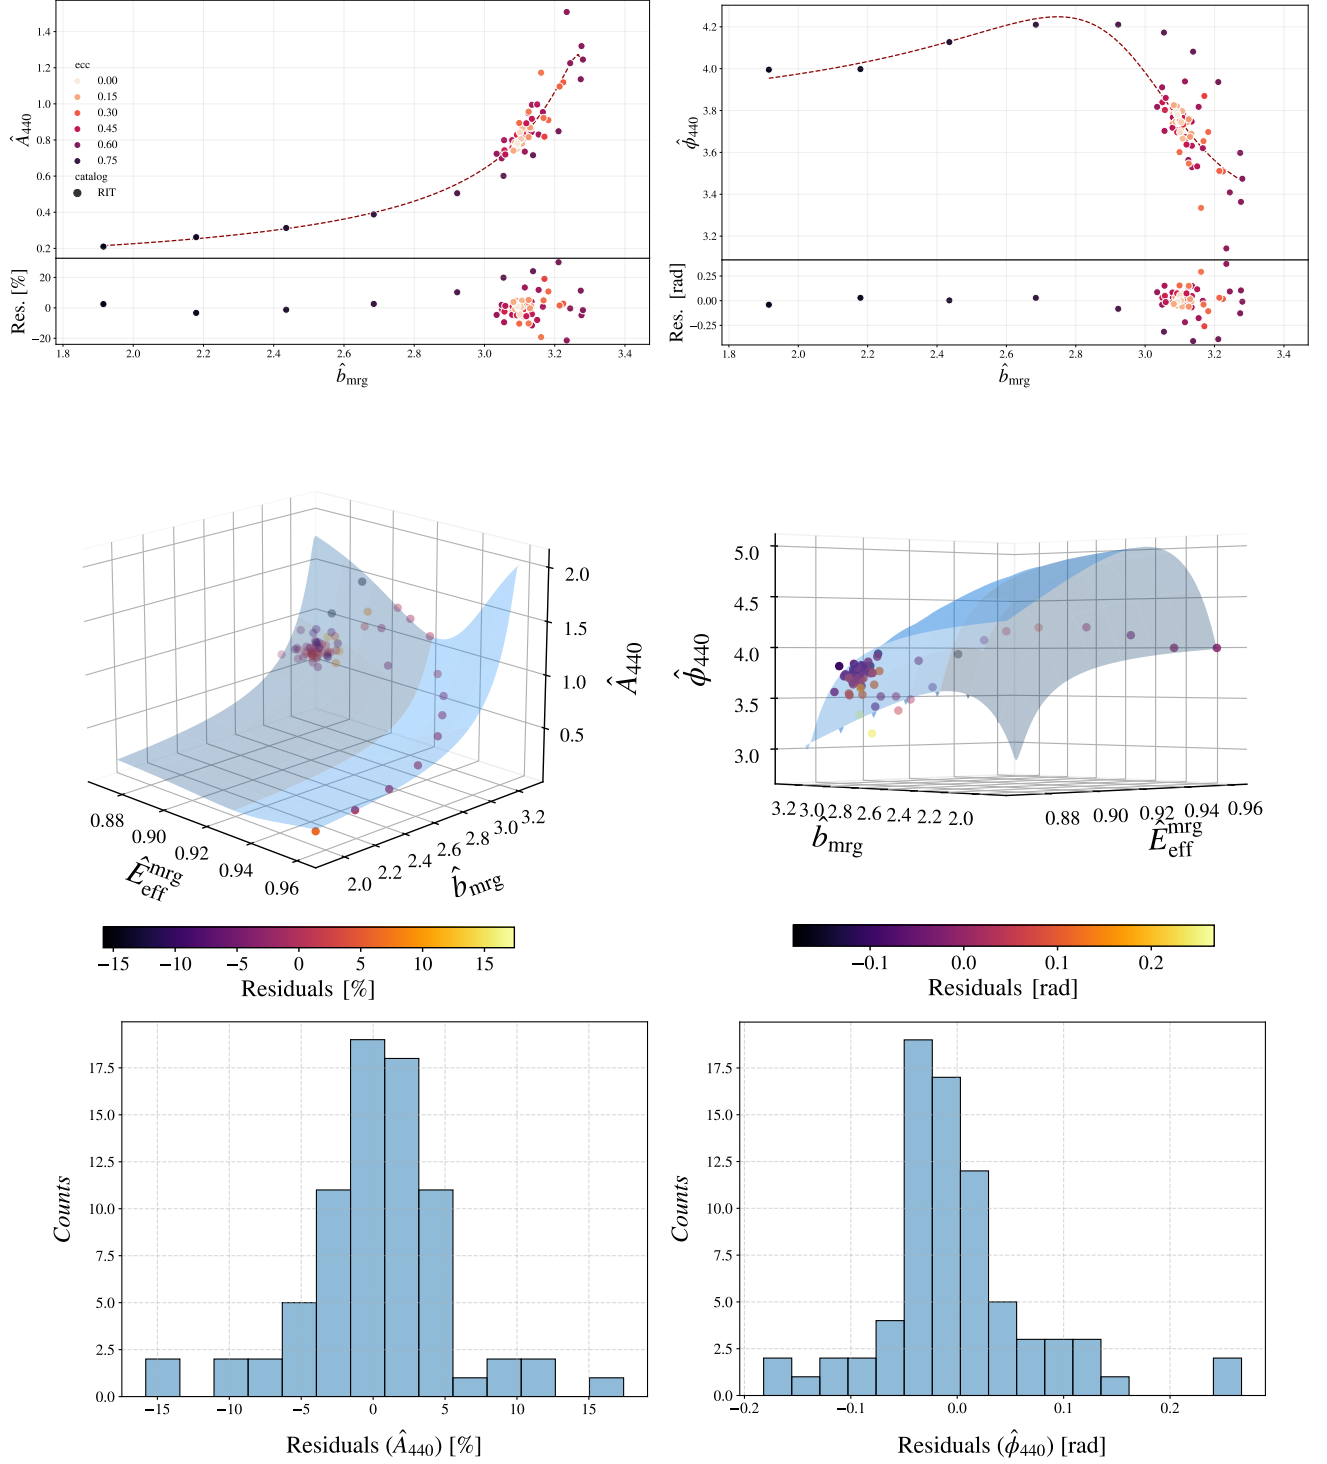 1.4
1.2
1.0
0.8
0.6
0.4
0.2
Â440
ecc
0.00
0.15
0.30
0.45
0.60
0.75
catalog
RIT
20
0
−20
Res. [%]
1.8 2.0 2.2 2.4 2.6 2.8 3.0 3.2 3.4
b̂mrg
4.2
4.0
3.8
3.6
3.4
3.2
ϕ̂440
0.25
0.00
−0.25
Res. [rad]
1.8 2.0 2.2 2.4 2.6 2.8 3.0 3.2 3.4
b̂mrg
2.0
1.5
1.0
0.5
Â440
0.88 0.90 0.92 0.94 0.96
Êeffmrg
2.0 2.2 2.4 2.6 2.8 3.0 3.2
b̂mrg
−15 −10 −5 0 5 10 15
Residuals [%]
5.0
4.5
4.0
3.5
3.0
ϕ̂440
3.2 3.0 2.8 2.6 2.4 2.2 2.0
b̂mrg
0.88 0.90 0.92 0.94 0.96
Êeffmrg
−0.1 0.0 0.1 0.2
Residuals [rad]
17.5
15.0
12.5
10.0
7.5
5.0
2.5
0.0
Counts
−15 −10 −5 0 5 10 15
Residuals (Â440) [%]
17.5
15.0
12.5
10.0
7.5
5.0
2.5
0.0
Counts
−0.2 −0.1 0.0 0.1 0.2
Residuals (ϕ̂440) [rad]